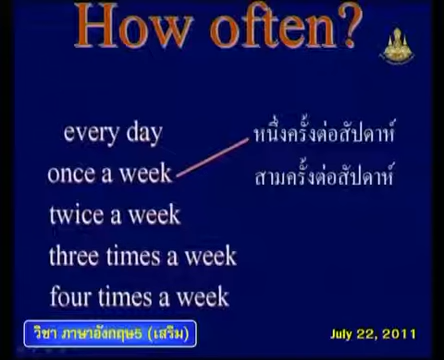 How often?
every day
หนึ่งครั้งต่อสัปดาห์
once a week
สามครั้งต่อสัปดาห์
twice a week
three times a week
four times a week
วิชา ภาษาอังกฤษ5 (เสริม)
July 22, 2011